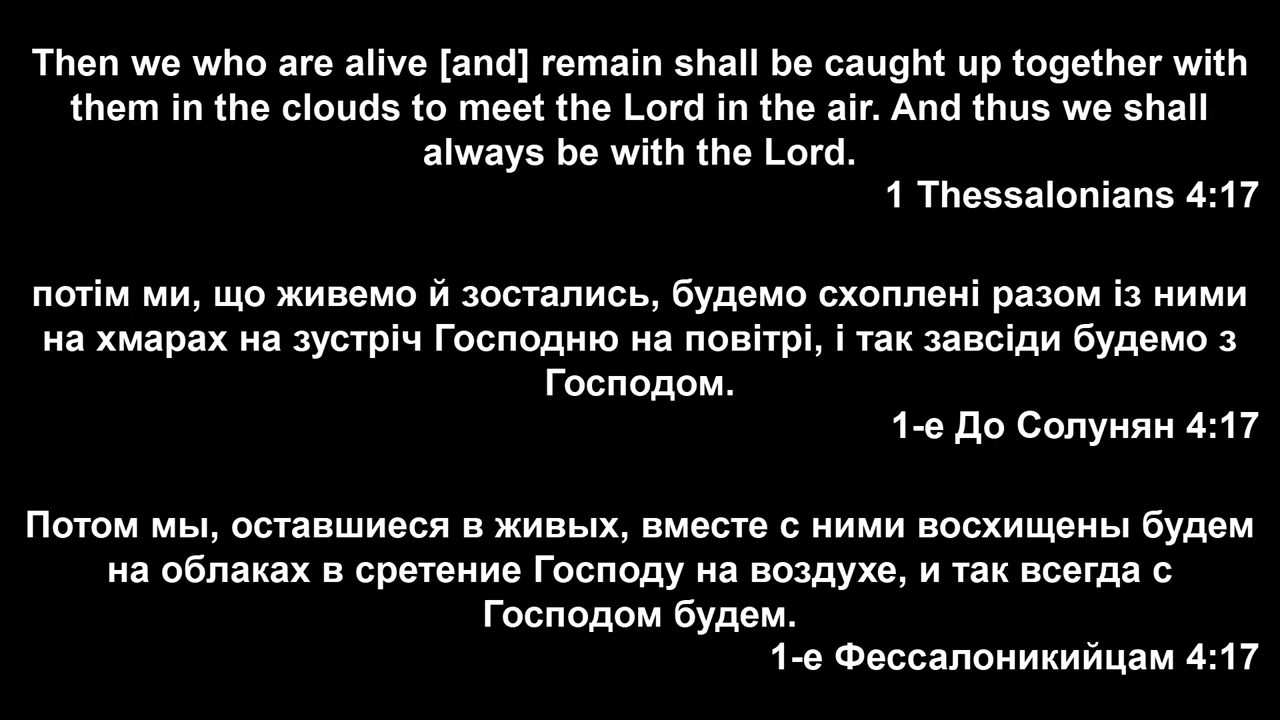 Then we who are alive [and] remain shall be caught up together with
them in the clouds to meet the Lord in the air. And thus we shall
always be with the Lord.
1 Thessalonians 4:17
потім ми, що живемо й зостались, будемо схоплені разом із ними
на хмарах на зустріч Господню на повітрі, і так завсіди будемо з
Господом.
1-е До Солунян 4:17
Потом мы, оставшиеся в живых, вместе с ними восхищены будем
на облаках в сретение Господу на воздухе, и так всегда с
Господом будем.
1-е Фессалоникийцам 4:17